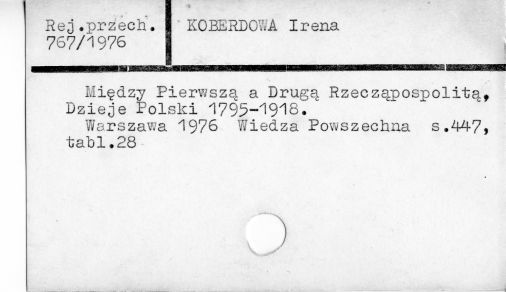 Rej.przech. KOBERDOWA Irena
767/1976
Między Pierwszą a Drugą Rzecząpospolitą,
Dzieje Polski 1795-1918.
Warszawa 1976 Wiedza Powszechna s.447,
tabl.28